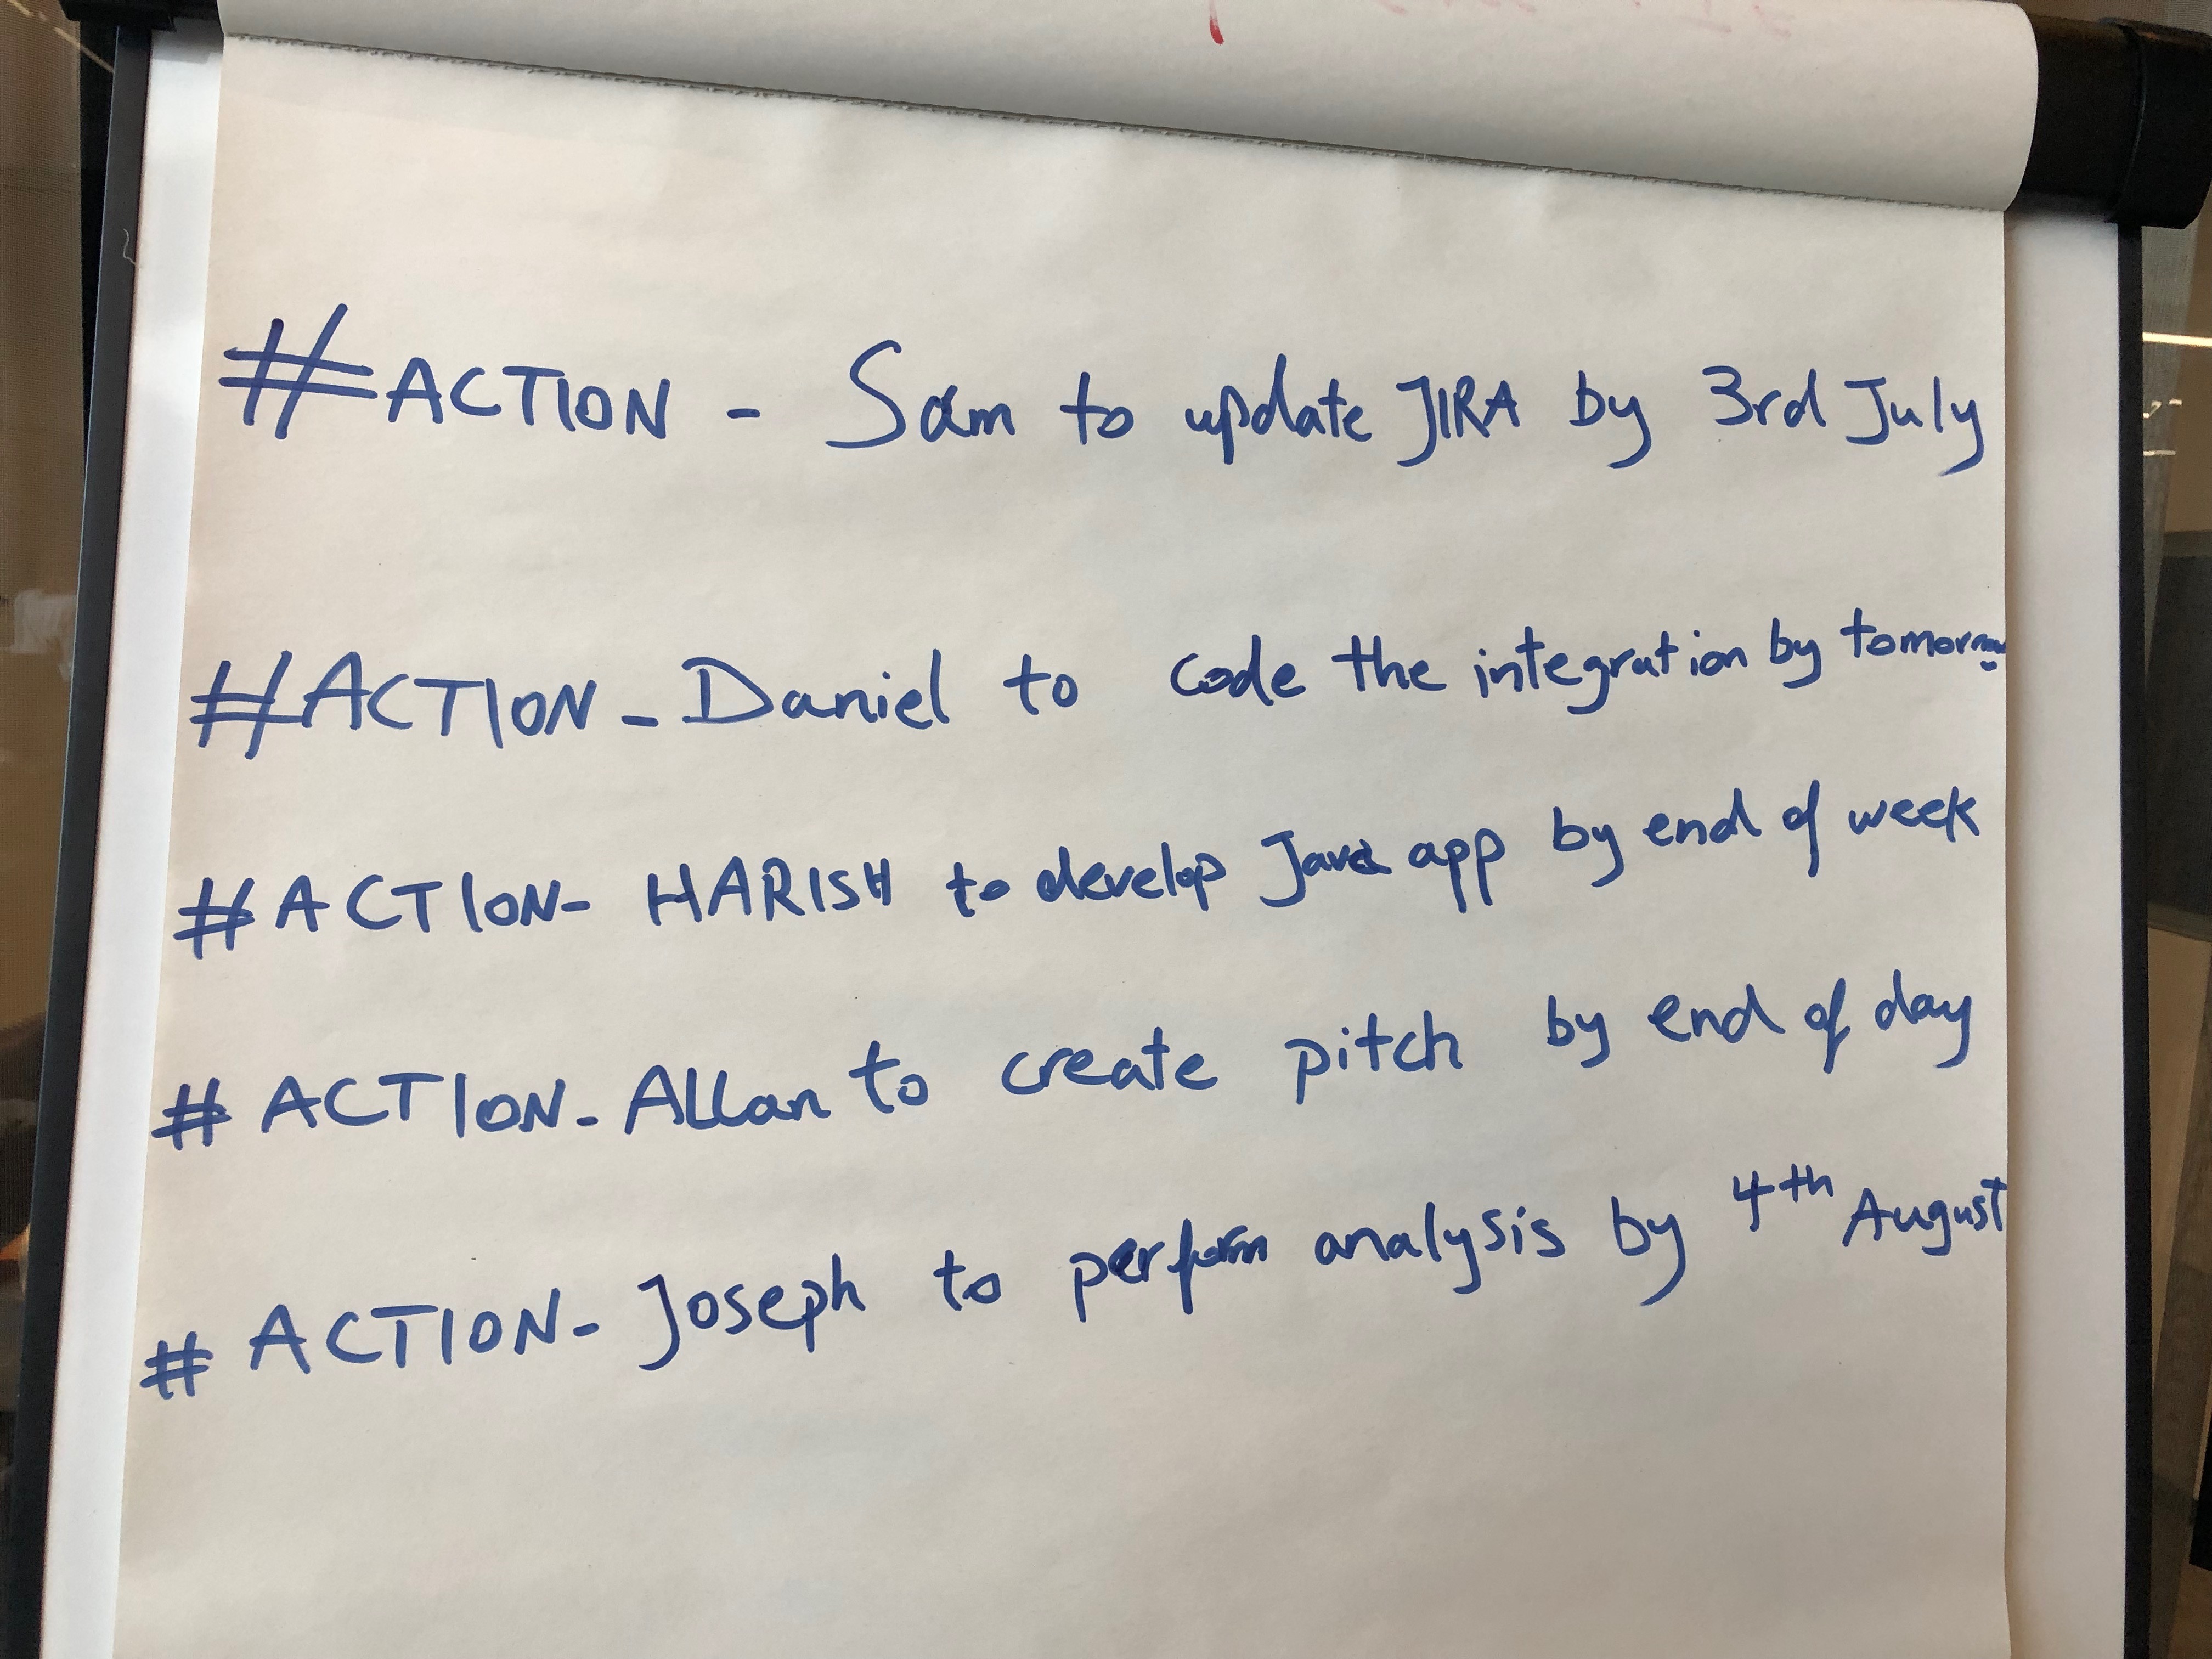 #ACTION - Sam to update JIRA by 3rd July
#ACTION - Daniel to code the integration by tomorrow
#ACTION- HARISH to develop Java app by end of week
# ACTION- Allan to create pitch by end of day
# ACTION- Joseph to perform analysis by 4th August